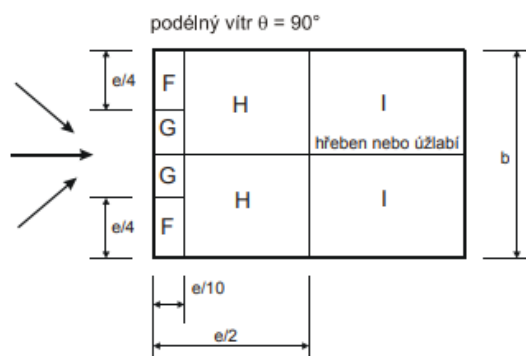 podélný vítr θ = 90°
e/4
F
H
I
G
hřeben nebo úžlabí
b
G
H
I
e/4
F
e/10
e/2